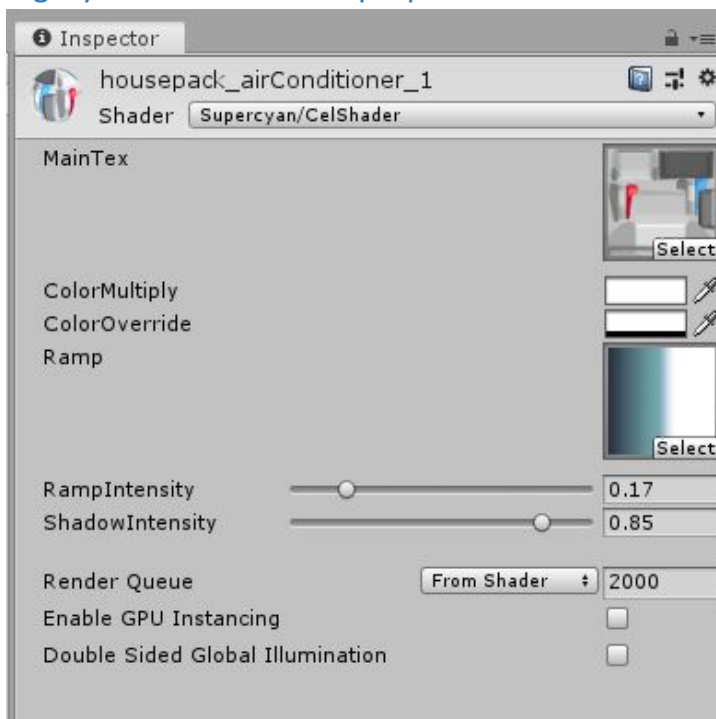 Inspector
housepack_airConditioner_1
Shader Supercyan/CelShader
MainTex
Select
ColorMultiply
ColorOverride
Ramp
Select
RampIntensity 0.17
ShadowIntensity 0.85
Render Queue From Shader 2000
Enable GPU Instancing
Double Sided Global Illumination